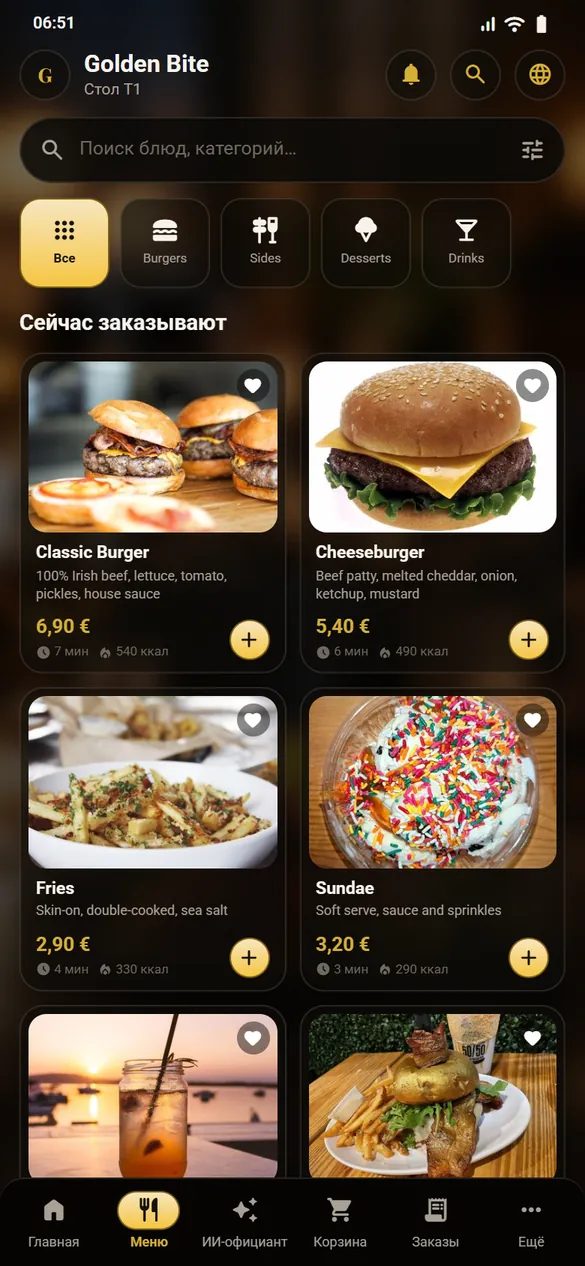 06:51
G
Golden Bite
Стол T1
Поиск блюд, категорий...
Все
Burgers
Sides
Desserts
Drinks
Сейчас заказывают
Classic Burger
100% Irish beef, lettuce, tomato,
pickles, house sauce
6,90 €
7 мин 540 ккал
Cheeseburger
Beef patty, melted cheddar, onion,
ketchup, mustard
5,40 €
6 мин 490 ккал
Fries
Skin-on, double-cooked, sea salt
2,90 €
4 мин 330 ккал
Sundae
Soft serve, sauce and sprinkles
3,20 €
3 мин 290 ккал
50/50
Главная
Меню
ИИ-официант
Корзина
Заказы
Ещё